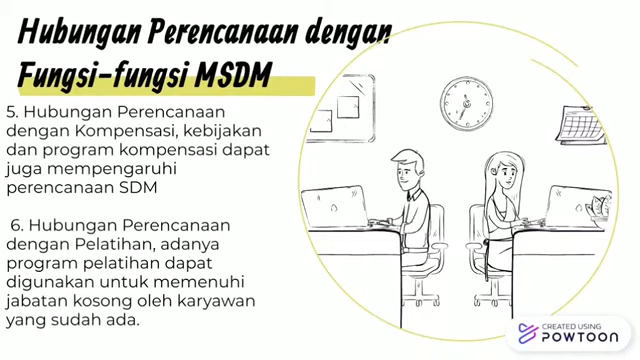 Hubungan Perencanaan dengan
Fungsi-fungsi MSDM
5. Hubungan Perencanaan
dengan Kompensasi, kebijakan
dan program kompensasi dapat
juga mempengaruhi
perencanaan SDM
6. Hubungan Perencanaan
dengan Pelatihan, adanya
program pelatihan dapat
digunakan untuk memenuhi
jabatan kosong oleh karyawan
yang sudah ada.
CREATED USING
POWTOON